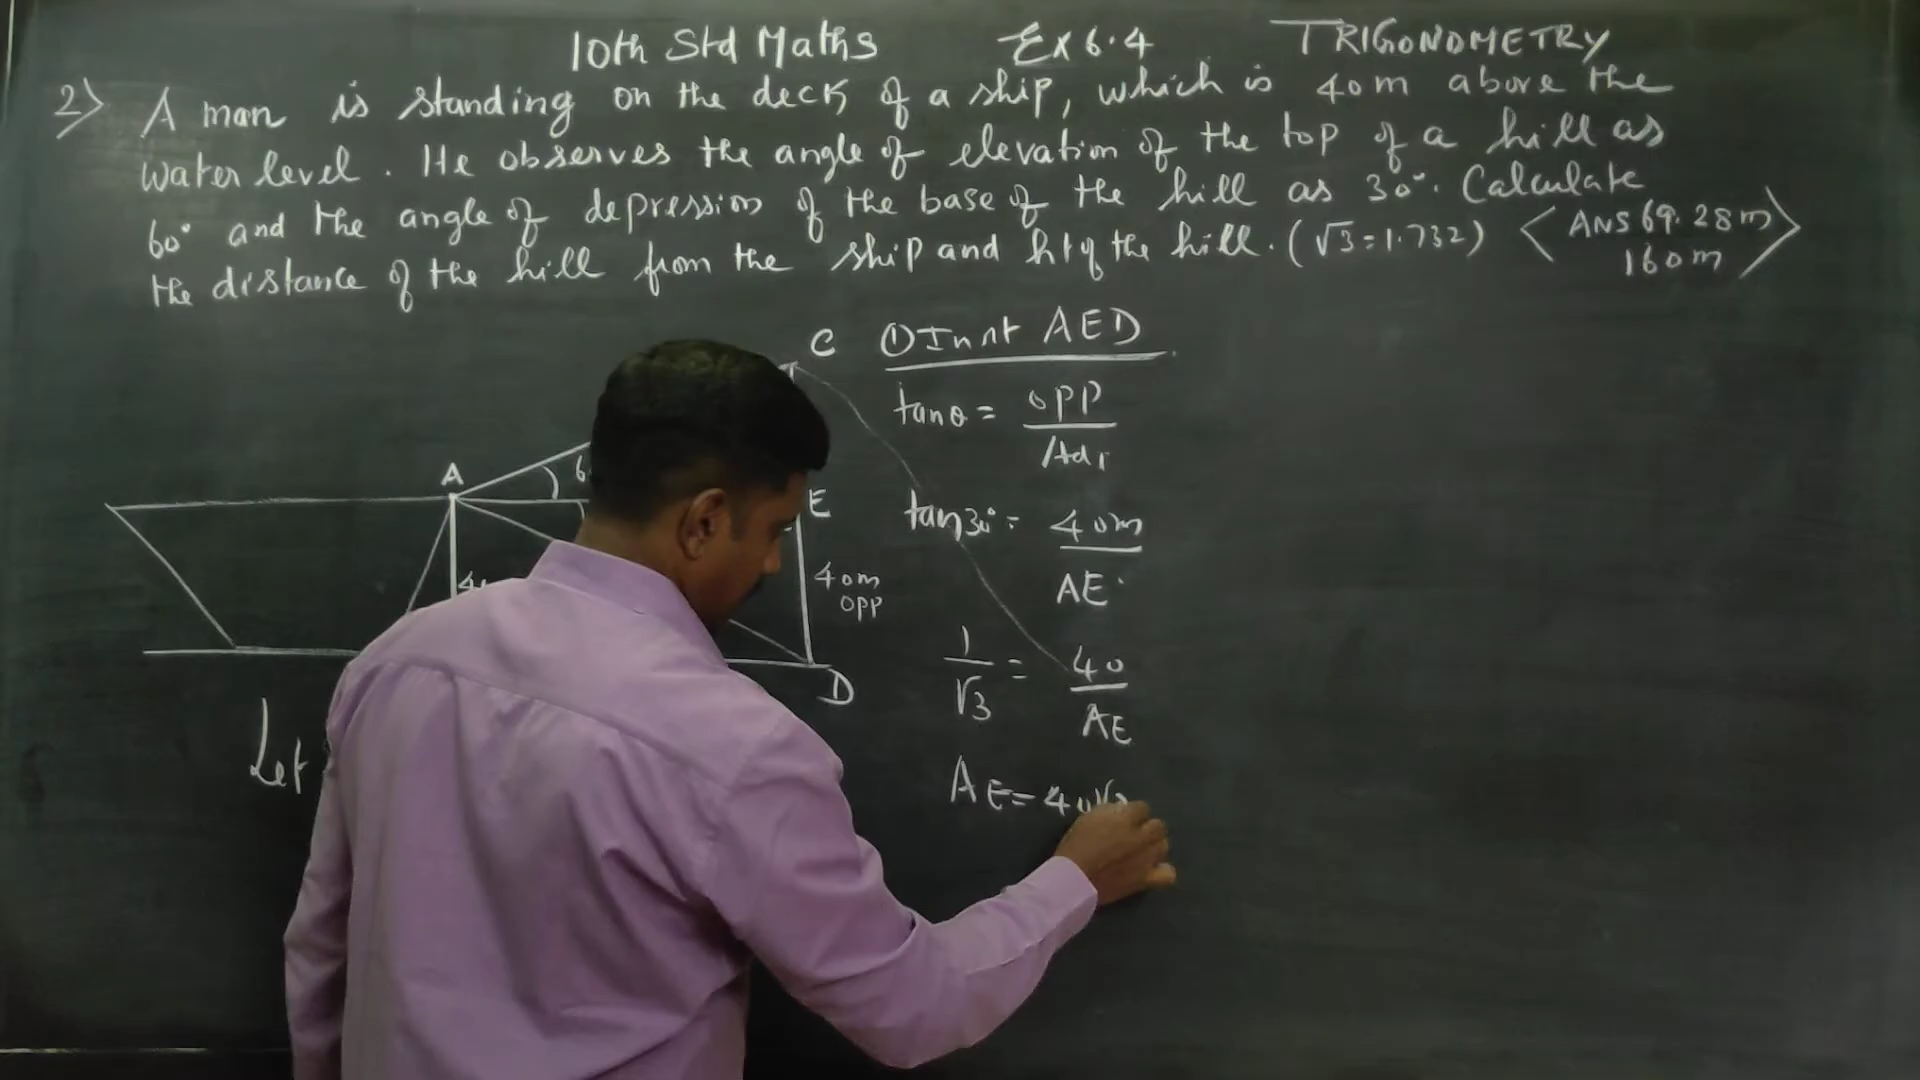 10th Std Maths Ex 6.4 TRIGONOMETRY
2) A man is standing on the deck of a ship, which is 40m above the
water level. He observes the angle of elevation of the top of a hill as
60° and the angle of depression of the base of the hill as 30°. Calculate
the distance of the hill from the ship and ht of the hill. (√3=1.732)
<ANS 69.28m
160m>
C
A
E
40m
opp
D
Let
① In rt AED
tanθ = opp/Adj
tan30° = 40m/AE
1/√3 = 40/AE
AE = 40√3